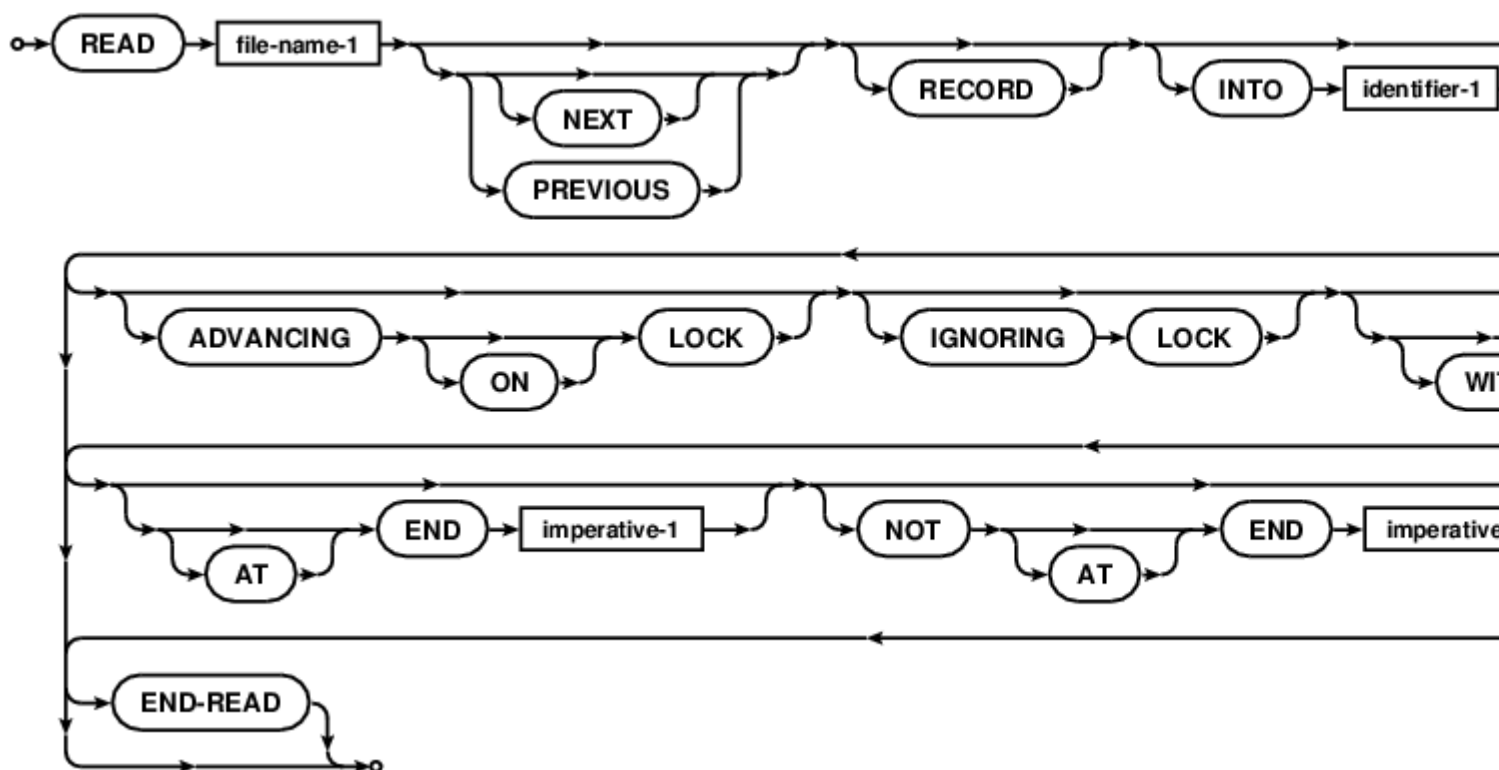 READ file-name-1 RECORD INTO identifier-1
NEXT
PREVIOUS
ADVANCING LOCK IGNORING LOCK
ON
END imperative-1 NOT END imperative
AT AT
END-READ